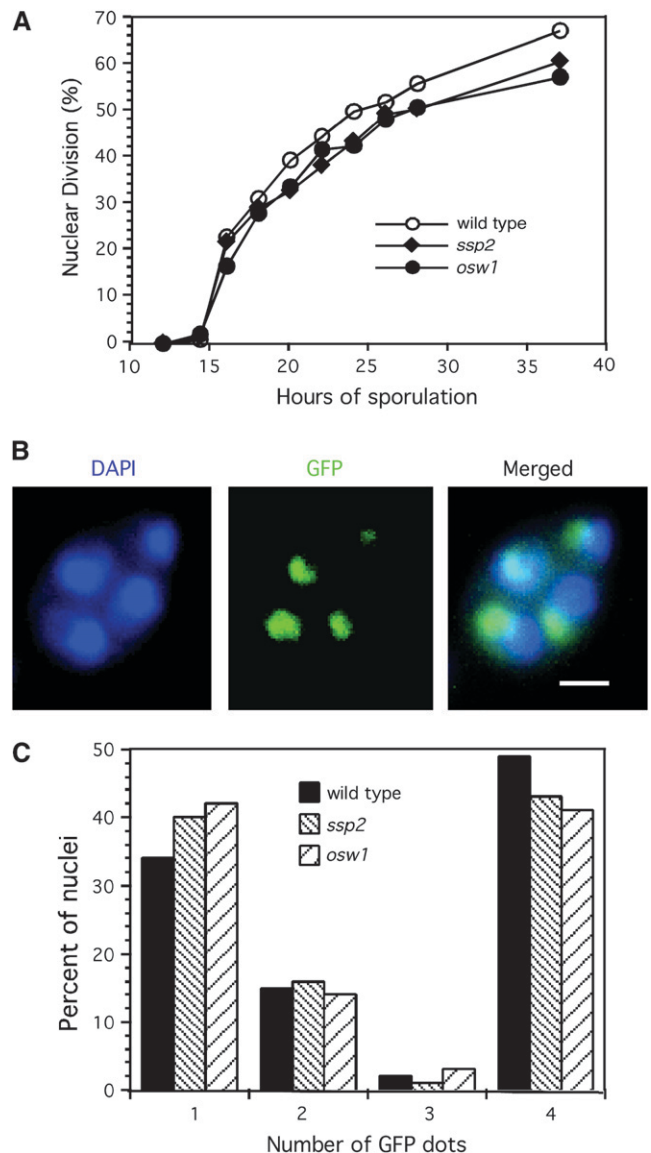 A
70
60
50
40
30
20
10
0
Nuclear Division (%)
wild type
ssp2
osw1
10 15 20 25 30 35 40
Hours of sporulation
B
DAPI GFP Merged
C
50
40
30
20
10
0
Percent of nuclei
wild type
ssp2
osw1
1 2 3 4
Number of GFP dots